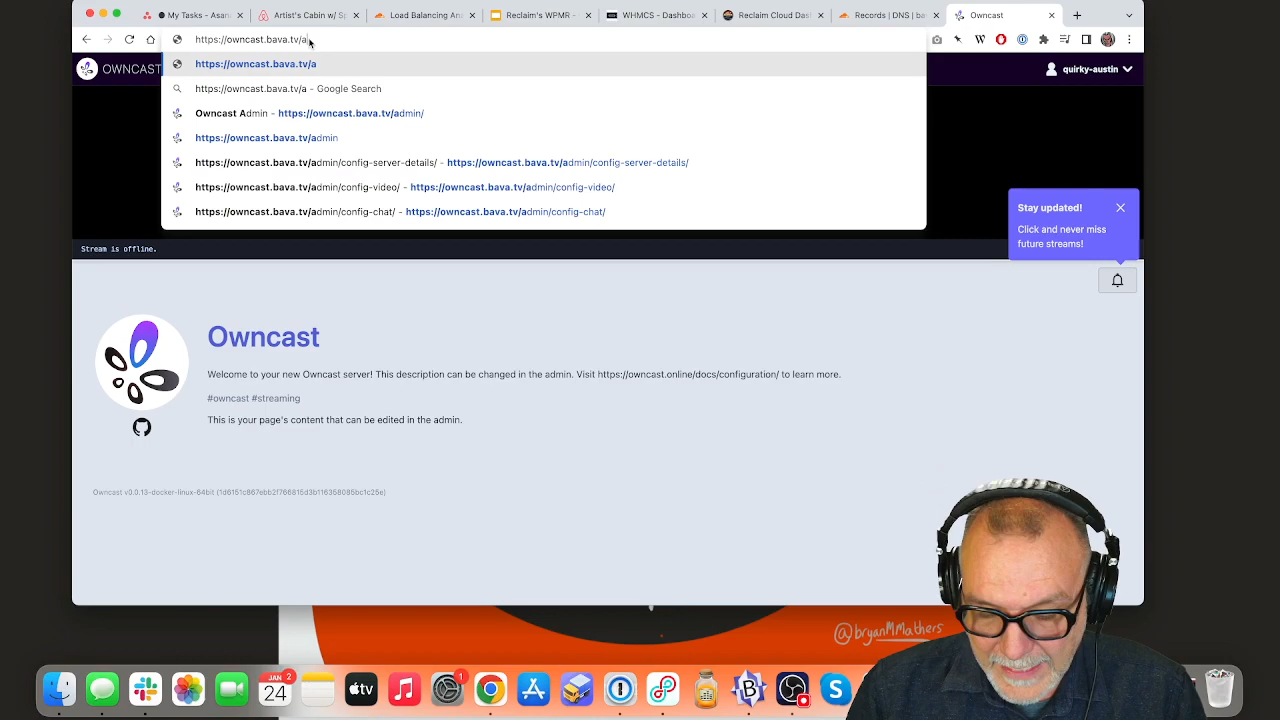 My Tasks - Asan
Artist's Cabin w/ Sp
Load Balancing An
Reclaim's WPMR -
WHMCS - Dashboa
Reclaim Cloud Das
Records | DNS | ba
Owncast
https://owncast.bava.tv/a
https://owncast.bava.tv/a
https://owncast.bava.tv/a - Google Search
Owncast Admin - https://owncast.bava.tv/admin/
https://owncast.bava.tv/admin
https://owncast.bava.tv/admin/config-server-details/ - https://owncast.bava.tv/admin/config-server-details/
https://owncast.bava.tv/admin/config-video/ - https://owncast.bava.tv/admin/config-video/
https://owncast.bava.tv/admin/config-chat/ - https://owncast.bava.tv/admin/config-chat/
OWNCAST
quirky-austin
Stay updated!
Click and never miss
future streams!
Stream is offline.
Owncast
Welcome to your new Owncast server! This description can be changed in the admin. Visit https://owncast.online/docs/configuration/ to learn more.
#owncast #streaming
This is your page's content that can be edited in the admin.
@bryanMMathers
JAN
24
2
1
tv